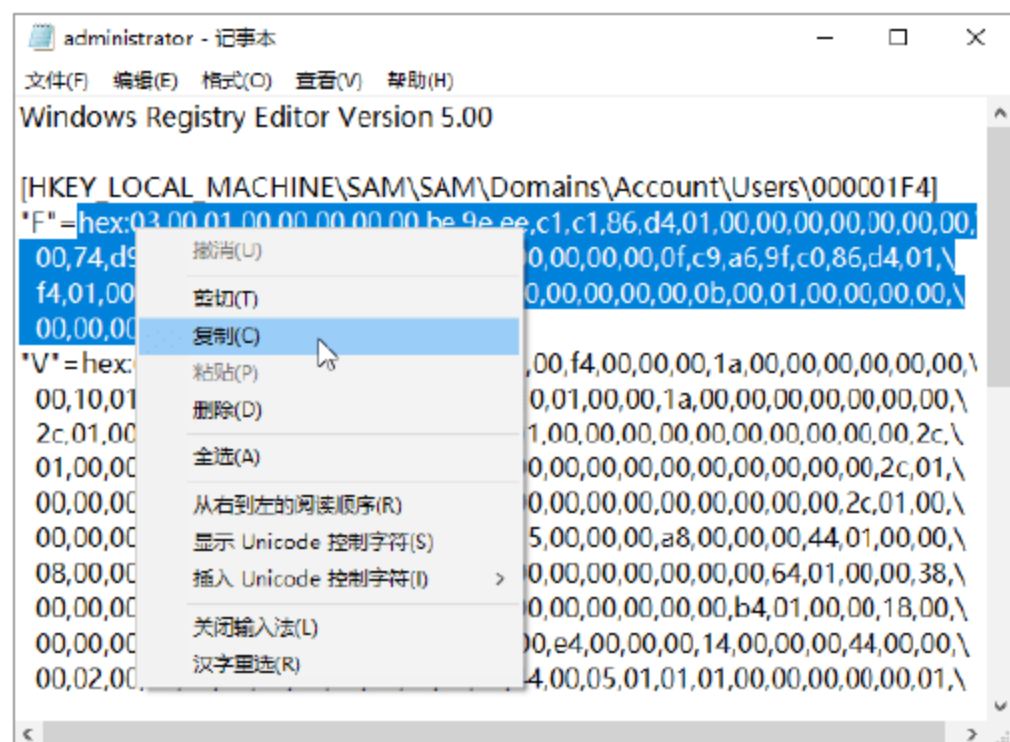 administrator - 记事本
文件(F) 编辑(E) 格式(O) 查看(V) 帮助(H)
Windows Registry Editor Version 5.00
[HKEY_LOCAL_MACHINE\SAM\SAM\Domains\Account\Users\000001F4]
"F"=hex:03,00,01,00,00,00,00,00,be,9e,ee,c1,c1,86,d4,01,00,00,00,00,00,00,00,00,\
00,74,d9 0,00,00,00,00,0f,c9,a6,9f,c0,86,d4,01,\
f4,01,00 0,00,00,00,00,00,0b,00,01,00,00,00,00,\
00,00,00
"V"=hex: ,00,f4,00,00,00,1a,00,00,00,00,00,00,00,\
00,10,01 0,01,00,00,1a,00,00,00,00,00,00,00,\
2c,01,00 1,00,00,00,00,00,00,00,00,00,00,2c,\
01,00,00 00,00,00,00,00,00,00,00,00,00,2c,01,\
00,00,00 00,00,00,00,00,00,00,00,00,2c,01,00,\
00,00,00 5,00,00,00,a8,00,00,00,44,01,00,00,\
08,00,00 00,00,00,00,00,00,00,00,64,01,00,00,38,\
00,00,00 00,00,00,00,00,00,00,b4,01,00,00,18,00,\
00,00,00 00,e4,00,00,00,14,00,00,00,44,00,00,\
00,02,00, 4,00,05,01,01,01,00,00,00,00,00,01,\
撤消(U)
剪切(T)
复制(C)
粘贴(P)
删除(D)
全选(A)
从右到左的阅读顺序(R)
显示 Unicode 控制字符(S)
插入 Unicode 控制字符(I)
关闭输入法(L)
汉字重选(R)